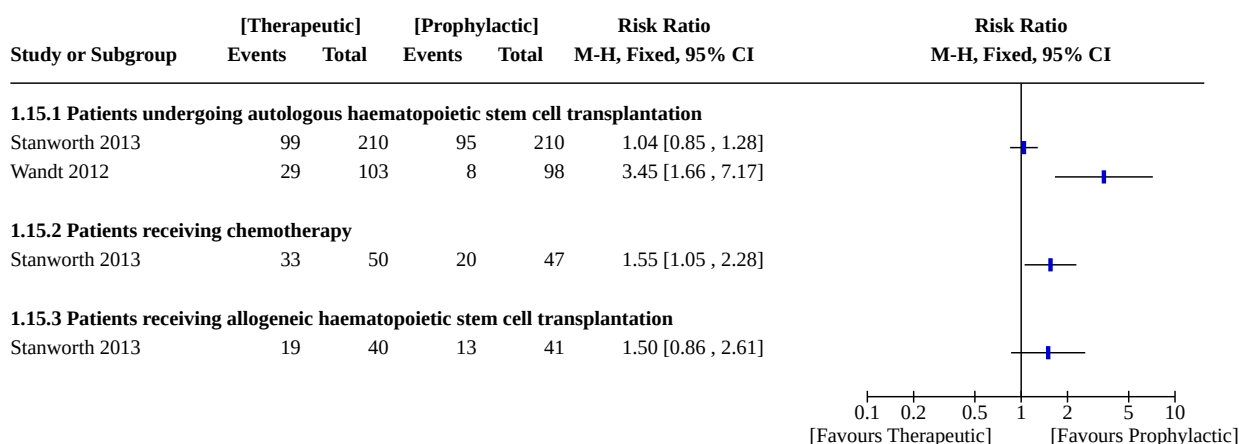 [Therapeutic] [Prophylactic] Risk Ratio Risk Ratio
Study or Subgroup Events Total Events Total M-H, Fixed, 95% CI M-H, Fixed, 95% CI
1.15.1 Patients undergoing autologous haematopoietic stem cell transplantation
Stanworth 2013 99 210 95 210 1.04 [0.85 , 1.28]
Wandt 2012 29 103 8 98 3.45 [1.66 , 7.17]
1.15.2 Patients receiving chemotherapy
Stanworth 2013 33 50 20 47 1.55 [1.05 , 2.28]
1.15.3 Patients receiving allogeneic haematopoietic stem cell transplantation
Stanworth 2013 19 40 13 41 1.50 [0.86 , 2.61]
0.1 0.2 0.5 1 2 5 10
[Favours Therapeutic] [Favours Prophylactic]